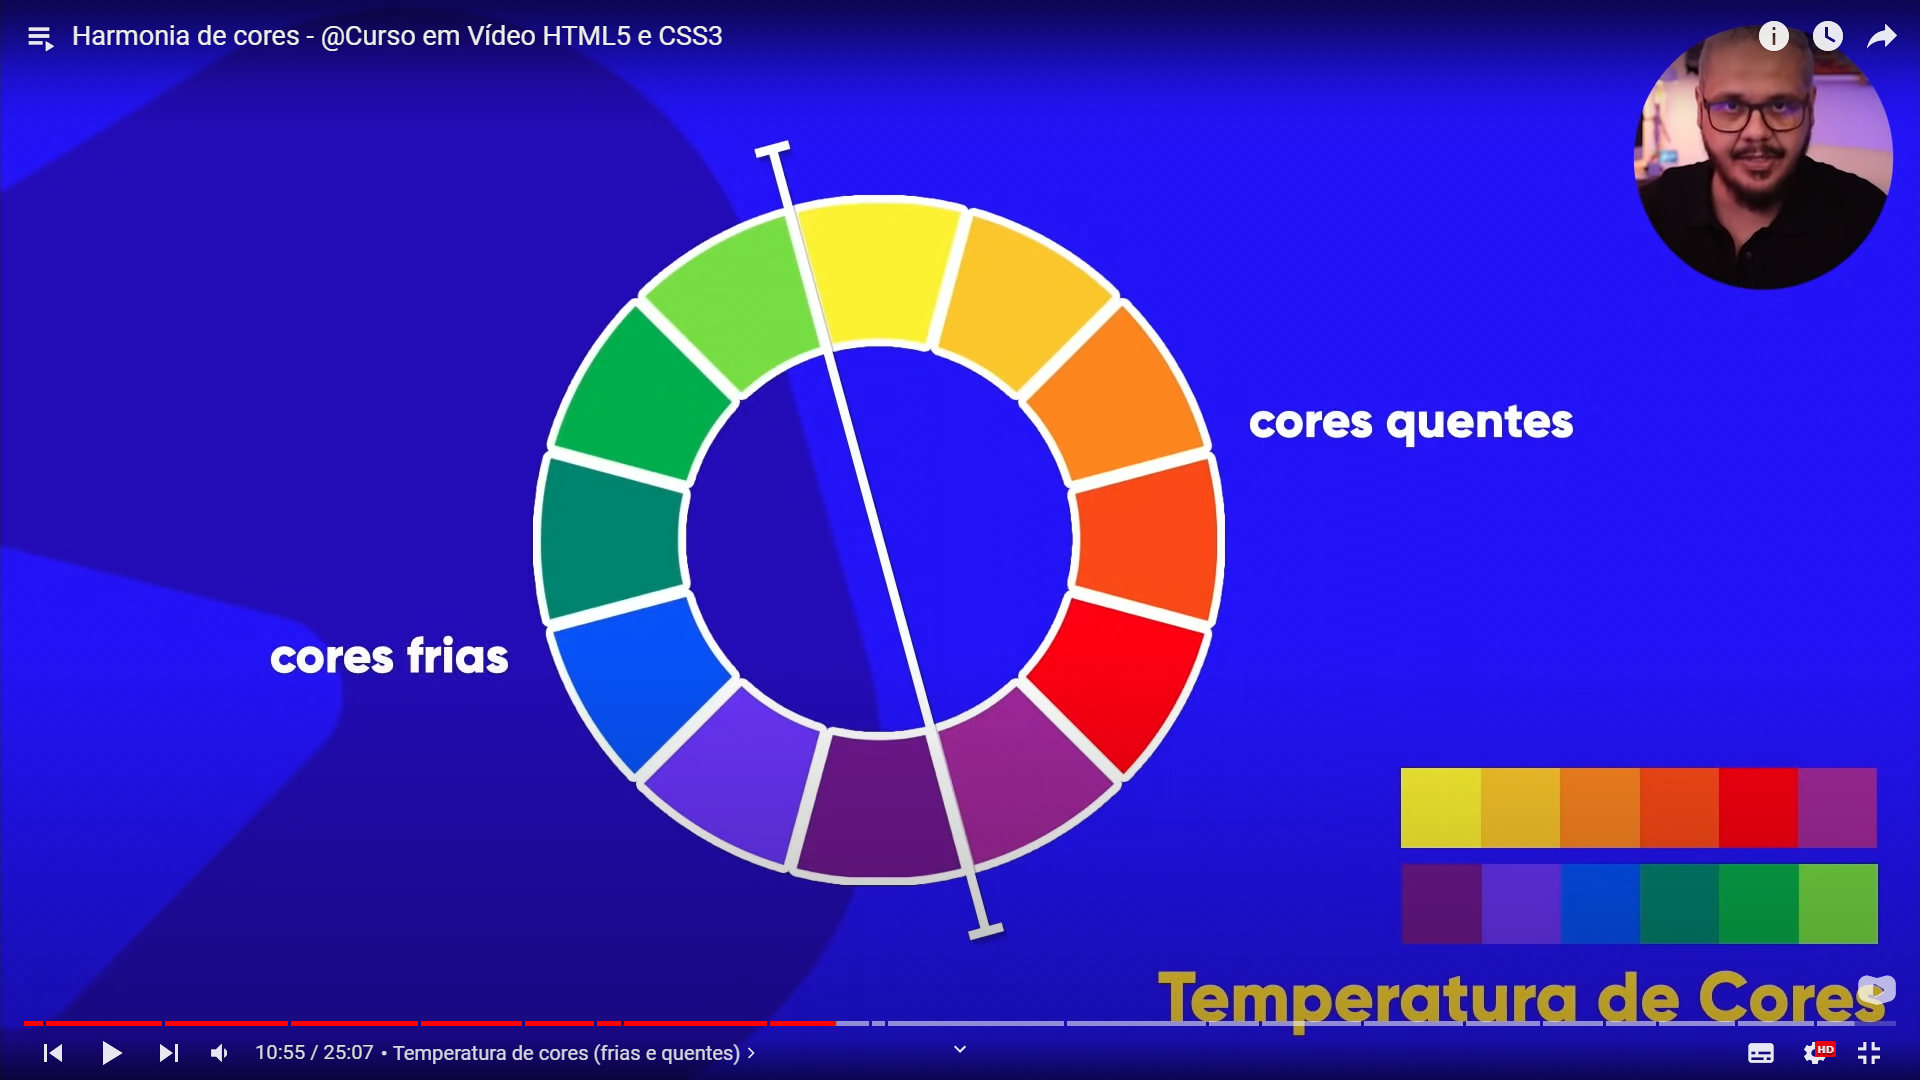 Harmonia de cores - @Curso em Vídeo HTML5 e CSS3
cores quentes
cores frias
Temperatura de Cores
10:55 / 25:07 • Temperatura de cores (frias e quentes) ›
HD